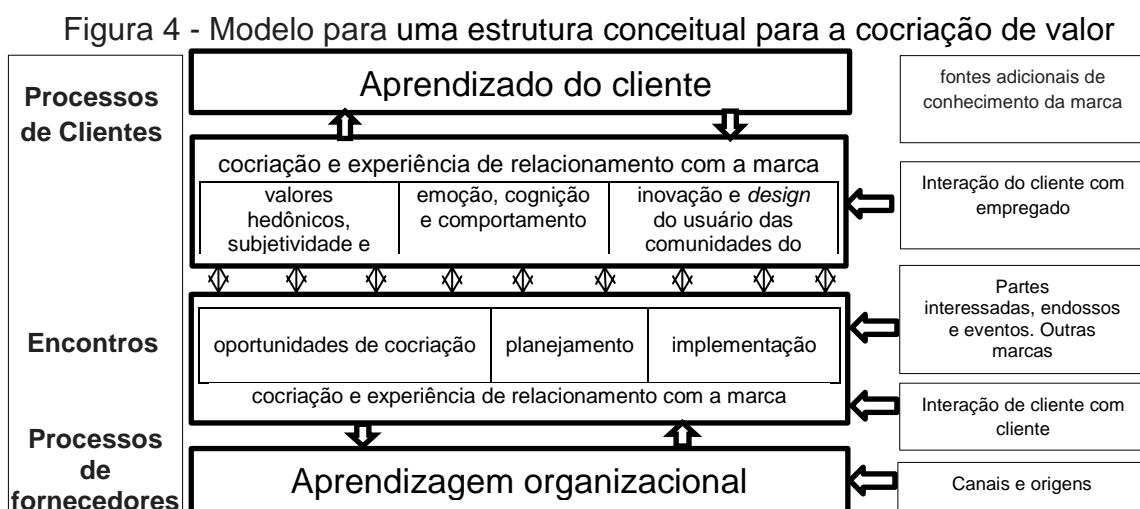 Figura 4 - Modelo para uma estrutura conceitual para a cocriação de valor
Processos
de Clientes
Encontros
Processos
de
fornecedores
Aprendizado do cliente
cocriação e experiência de relacionamento com a marca
valores
hedônicos,
subjetividade e
emoção, cognição
e comportamento
inovação e design
do usuário das
comunidades do
oportunidades de cocriação
planejamento
implementação
cocriação e experiência de relacionamento com a marca
Aprendizagem organizacional
fontes adicionais de
conhecimento da marca
Interação do cliente com
empregado
Partes
interessadas, endossos
e eventos. Outras
marcas
Interação de cliente com
cliente
Canais e origens